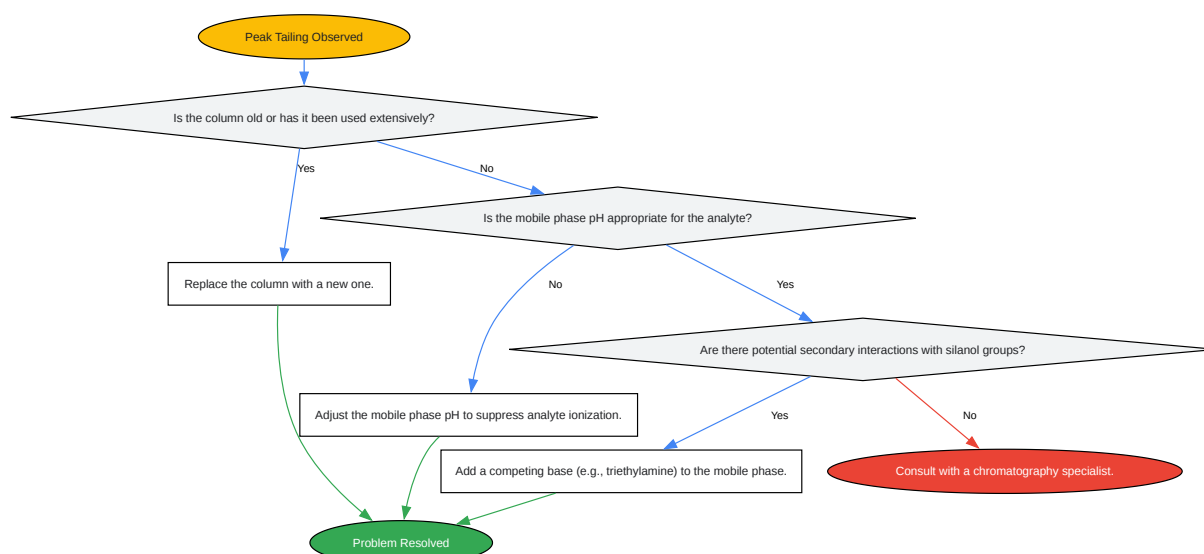 Peak Tailing Observed
Is the column old or has it been used extensively?
Yes
No
Is the mobile phase pH appropriate for the analyte?
Replace the column with a new one.
No
Yes
Are there potential secondary interactions with silanol groups?
Adjust the mobile phase pH to suppress analyte ionization.
Yes
No
Add a competing base (e.g., triethylamine) to the mobile phase.
Consult with a chromatography specialist.
Problem Resolved